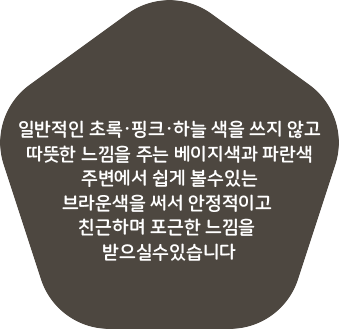 일반적인 초록·핑크·하늘 색을 쓰지 않고
따뜻한 느낌을 주는 베이지색과 파란색
주변에서 쉽게 볼수있는
브라운색을 써서 안정적이고
친근하며 포근한 느낌을
받으실수있습니다